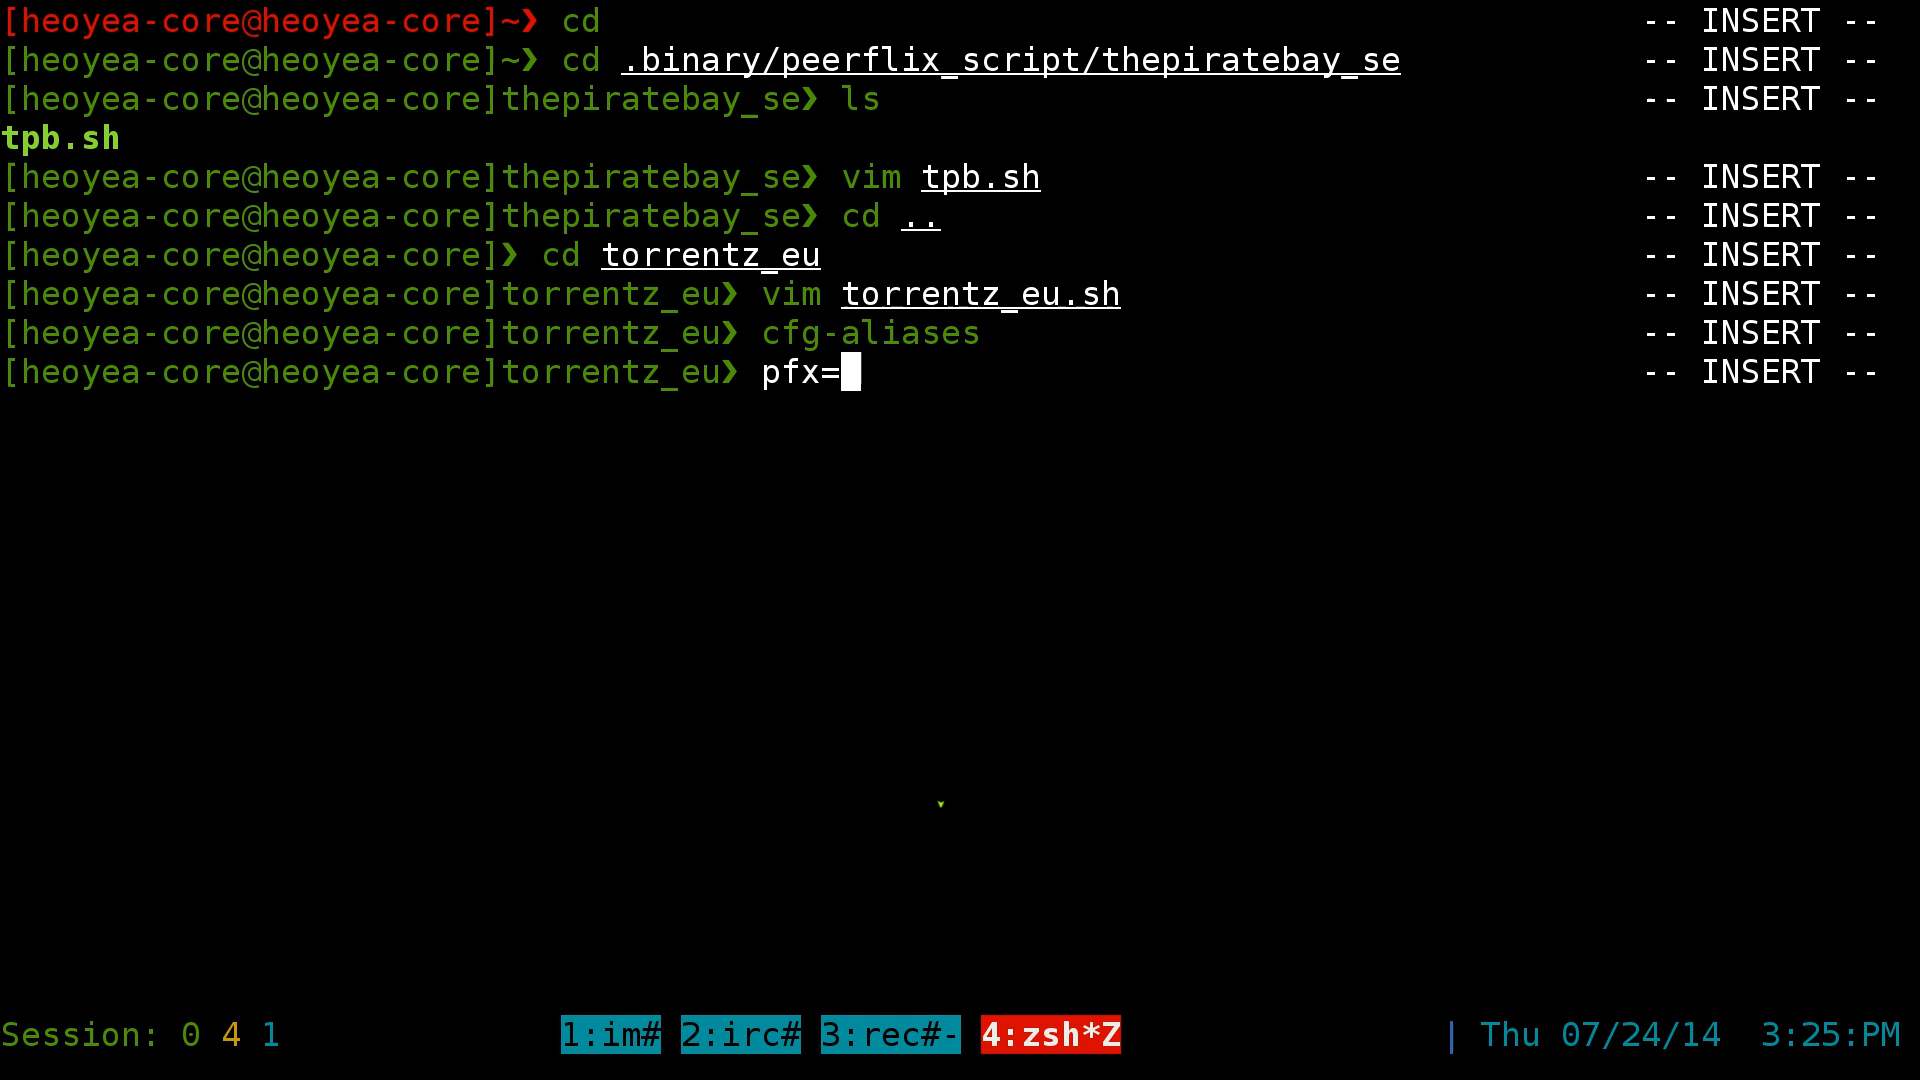 [heoyea-core@heoyea-core]~❯ cd -- INSERT --
[heoyea-core@heoyea-core]~❯ cd .binary/peerflix_script/thepiratebay_se -- INSERT --
[heoyea-core@heoyea-core]thepiratebay_se❯ ls -- INSERT --
tpb.sh
[heoyea-core@heoyea-core]thepiratebay_se❯ vim tpb.sh -- INSERT --
[heoyea-core@heoyea-core]thepiratebay_se❯ cd .. -- INSERT --
[heoyea-core@heoyea-core]❯ cd torrentz_eu -- INSERT --
[heoyea-core@heoyea-core]torrentz_eu❯ vim torrentz_eu.sh -- INSERT --
[heoyea-core@heoyea-core]torrentz_eu❯ cfg-aliases -- INSERT --
[heoyea-core@heoyea-core]torrentz_eu❯ pfx= -- INSERT --
Session: 0 4 1 1:im# 2:irc# 3:rec#- 4:zsh*Z | Thu 07/24/14 3:25:PM